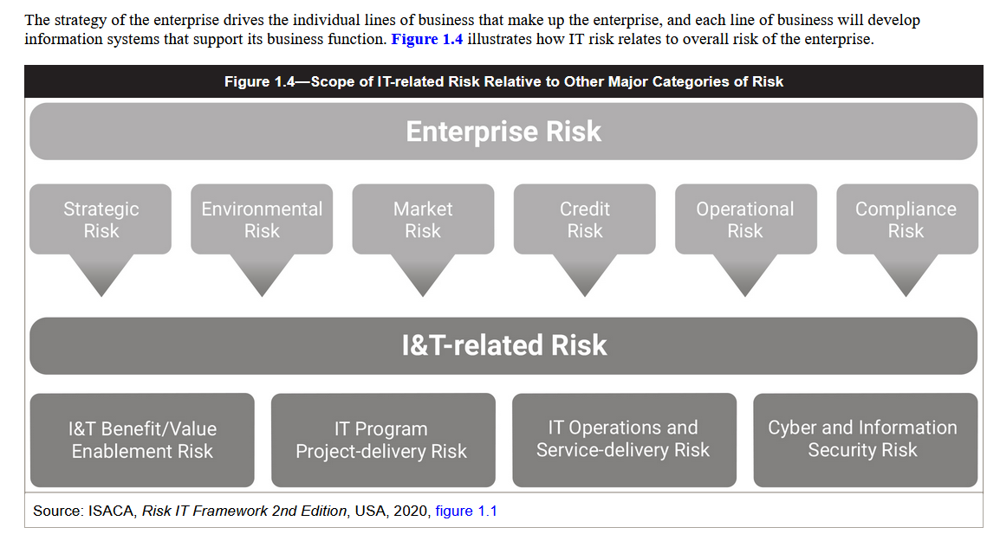 The strategy of the enterprise drives the individual lines of business that make up the enterprise, and each line of business will develop
information systems that support its business function. Figure 1.4 illustrates how IT risk relates to overall risk of the enterprise.
Figure 1.4—Scope of IT-related Risk Relative to Other Major Categories of Risk
Enterprise Risk
Strategic
Risk
Environmental
Risk
Market
Risk
Credit
Risk
Operational
Risk
Compliance
Risk
I&T-related Risk
I&T Benefit/Value
Enablement Risk
IT Program
Project-delivery Risk
IT Operations and
Service-delivery Risk
Cyber and Information
Security Risk
Source: ISACA, Risk IT Framework 2nd Edition, USA, 2020, figure 1.1